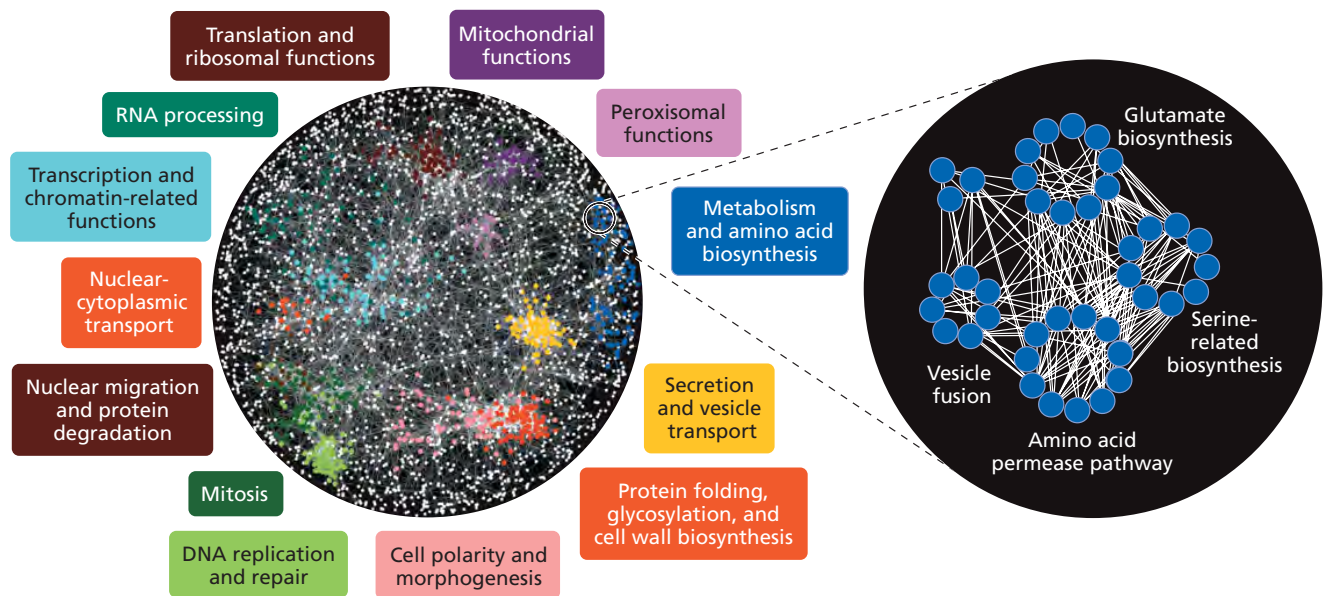 Translation and
ribosomal functions
Mitochondrial
functions
RNA processing
Peroxisomal
functions
Transcription and
chromatin-related
functions
Metabolism
and amino acid
biosynthesis
Nuclear-
cytoplasmic
transport
Nuclear migration
and protein
degradation
Secretion
and vesicle
transport
Mitosis
Protein folding,
glycosylation, and
cell wall biosynthesis
DNA replication
and repair
Cell polarity and
morphogenesis
Glutamate
biosynthesis
Serine-
related
biosynthesis
Vesicle
fusion
Amino acid
permease pathway